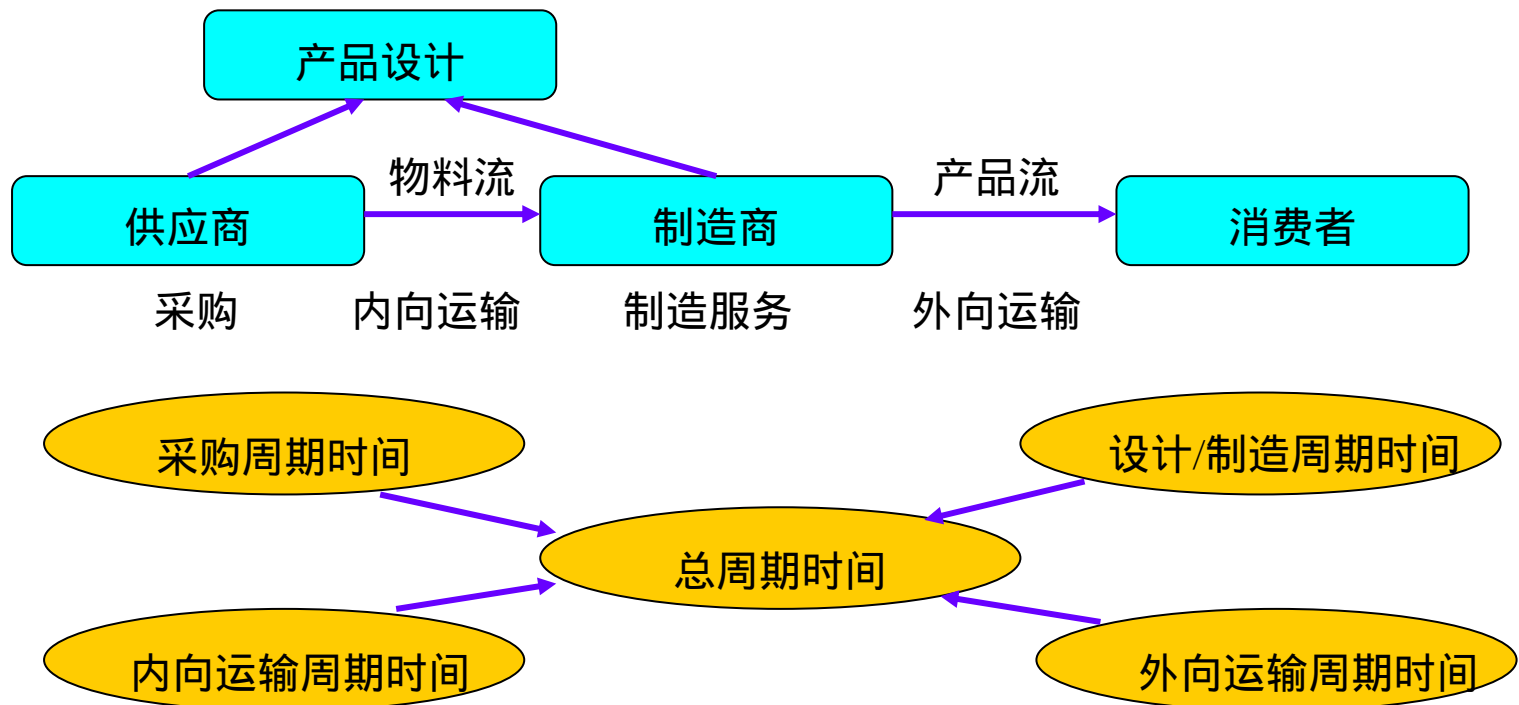 产品设计
物料流
产品流
供应商
制造商
消费者
采购
内向运输
制造服务
外向运输
采购周期时间
设计/制造周期时间
总周期时间
内向运输周期时间
外向运输周期时间